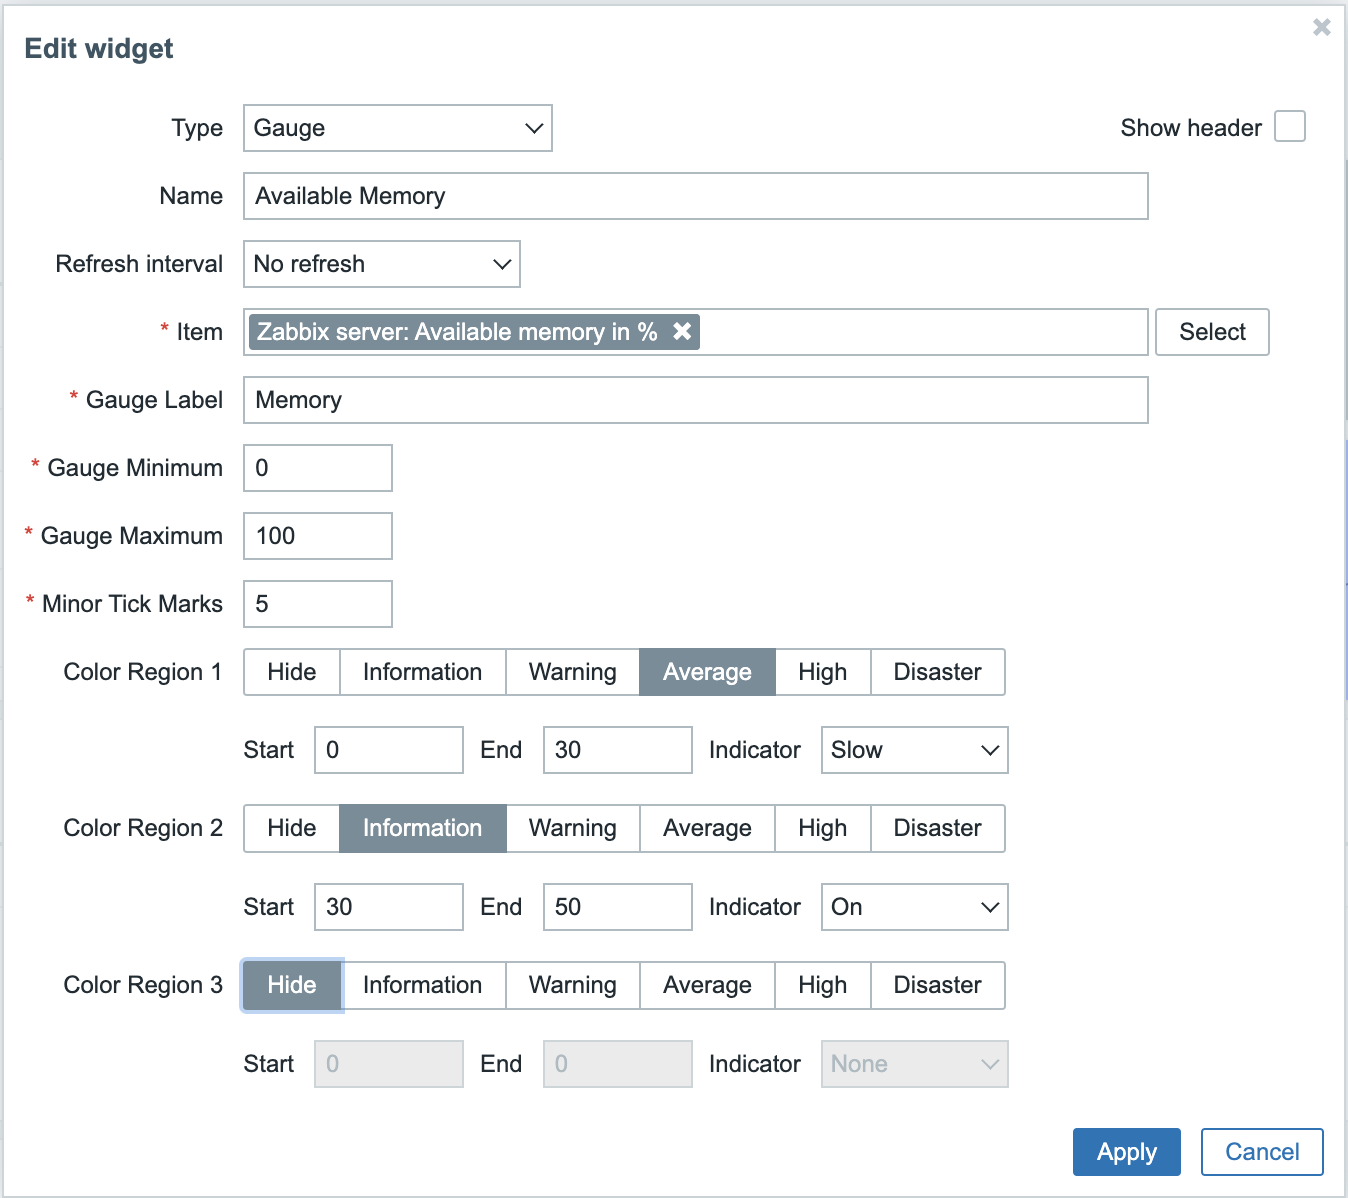 Edit widget
Type Gauge Show header
Name Available Memory
Refresh interval No refresh
* Item Zabbix server: Available memory in % Select
* Gauge Label Memory
* Gauge Minimum 0
* Gauge Maximum 100
* Minor Tick Marks 5
Color Region 1 Hide Information Warning Average High Disaster
Start 0 End 30 Indicator Slow
Color Region 2 Hide Information Warning Average High Disaster
Start 30 End 50 Indicator On
Color Region 3 Hide Information Warning Average High Disaster
Start 0 End 0 Indicator None
Apply Cancel